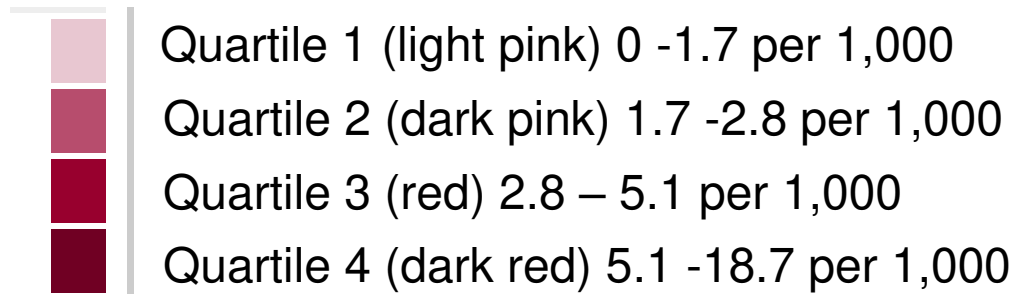 Quartile 1 (light pink) 0 -1.7 per 1,000
Quartile 2 (dark pink) 1.7 -2.8 per 1,000
Quartile 3 (red) 2.8 – 5.1 per 1,000
Quartile 4 (dark red) 5.1 -18.7 per 1,000